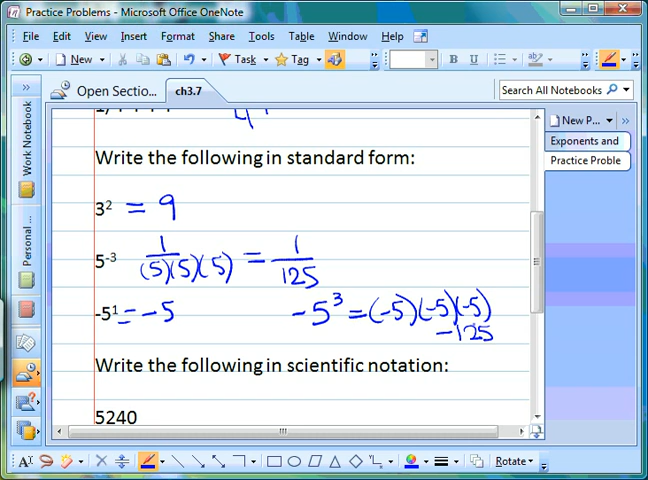 Practice Problems - Microsoft Office OneNote
File Edit View Insert Format Share Tools Table Window Help
New Task Tag B U ab
Open Sectio... ch3.7 Search All Notebooks
Work Notebook
Personal ...
New P...
Exponents and
Practice Proble
Write the following in standard form:
3² = 9
5⁻³ 1/(5)(5)(5) = 1/125
-5¹ = -5 -5³ = (-5)(-5)(-5)
-125
Write the following in scientific notation:
5240
A Rotate